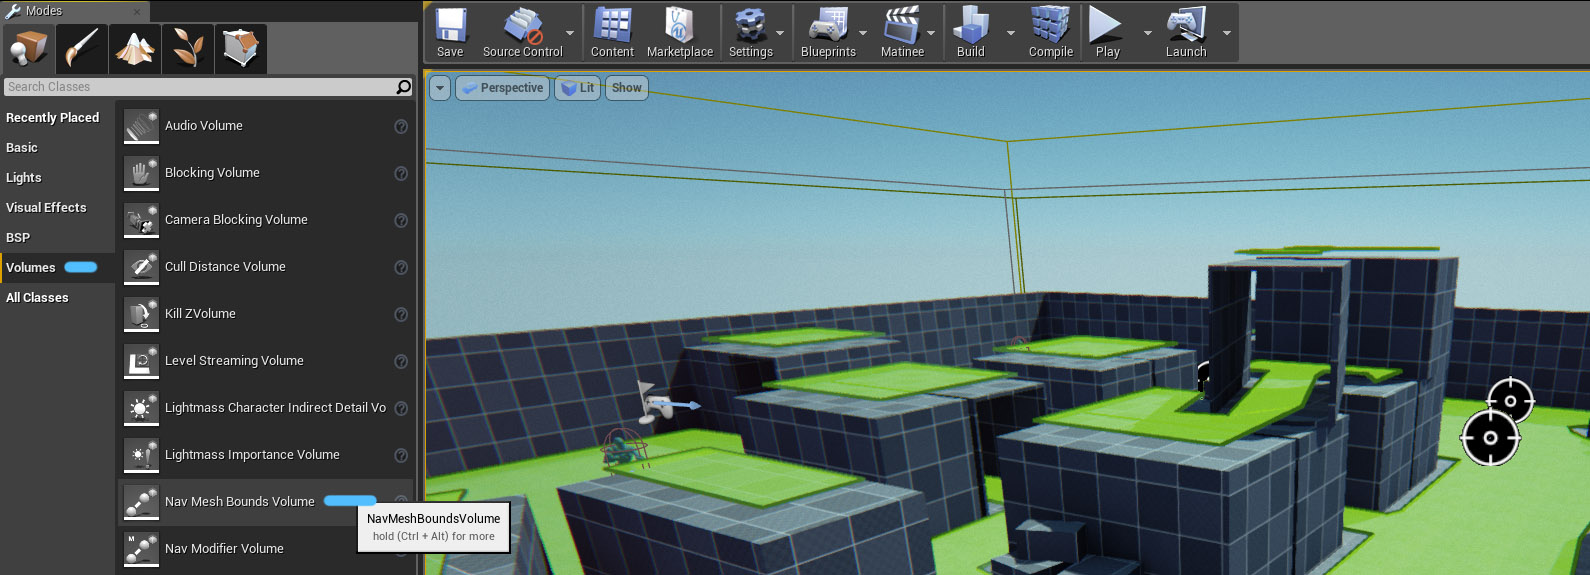 Modes
Save
Source Control
Content
Marketplace
Settings
Blueprints
Matinee
Build
Compile
Play
Launch
Search Classes
Perspective
Lit
Show
Recently Placed
Basic
Lights
Visual Effects
BSP
Volumes
All Classes
Audio Volume
Blocking Volume
Camera Blocking Volume
Cull Distance Volume
Kill ZVolume
Level Streaming Volume
Lightmass Character Indirect Detail Vo
Lightmass Importance Volume
Nav Mesh Bounds Volume
M
Nav Modifier Volume
NavMeshBoundsVolume
hold (Ctrl + Alt) for more